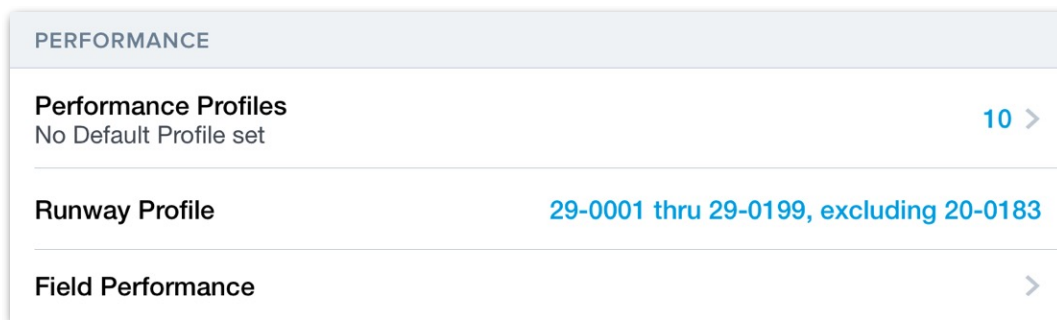 PERFORMANCE
Performance Profiles
No Default Profile set
10
Runway Profile
29-0001 thru 29-0199, excluding 20-0183
Field Performance